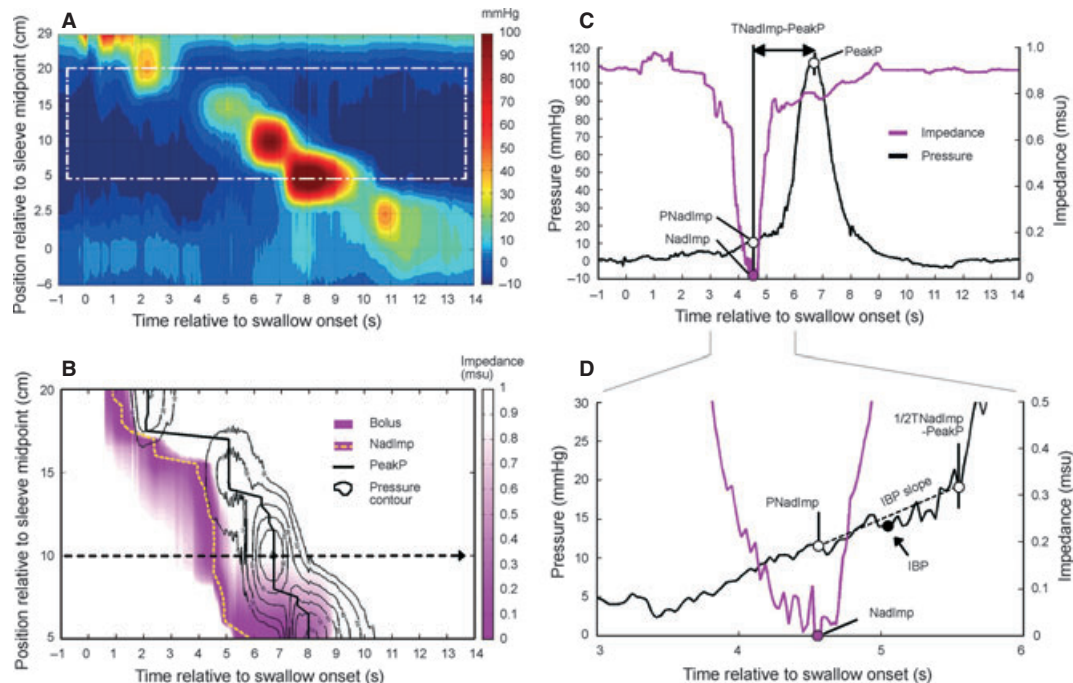 A
mmHg
Position relative to sleeve midpoint (cm)
29
20
15
10
5
2.5
0
−6
100
90
80
70
60
50
40
30
20
10
0
−10
−1 0 1 2 3 4 5 6 7 8 9 10 11 12 13 14
Time relative to swallow onset (s)
C
TNadImp-PeakP
PeakP
Pressure (mmHg)
120
110
100
90
80
70
60
50
40
30
20
10
0
−10
Impedance
Pressure
PNadImp
NadImp
1.0
0.8
0.6
0.4
0.2
0
Impedance (msu)
−1 0 1 2 3 4 5 6 7 8 9 10 11 12 13 14
Time relative to swallow onset (s)
B
Impedance
(msu)
Position relative to sleeve midpoint (cm)
20
15
10
5
Bolus
NadImp
PeakP
Pressure
contour
1
0.9
0.8
0.7
0.6
0.5
0.4
0.3
0.2
0.1
0
−1 0 1 2 3 4 5 6 7 8 9 10 11 12 13 14
Time relative to swallow onset (s)
D
Pressure (mmHg)
30
25
20
15
10
5
0
1/2TNadImp
-PeakP
PNadImp
IBP slope
IBP
NadImp
0.5
0.4
0.3
0.2
0.1
0
Impedance (msu)
3 4 5 6
Time relative to swallow onset (s)